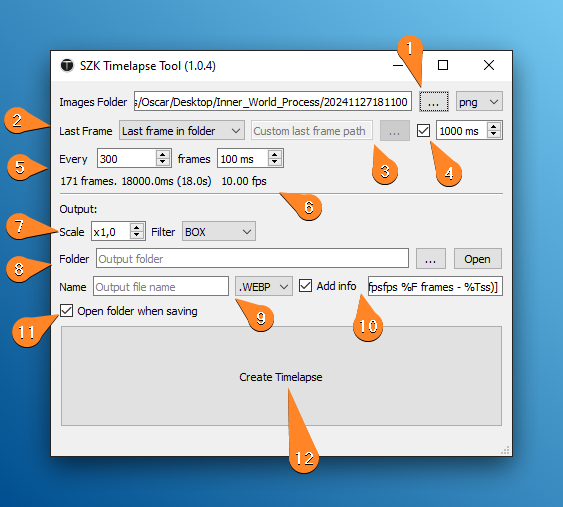 1
SZK Timelapse Tool (1.0.4)
Images Folder s/Oscar/Desktop/Inner_World_Process/20241127181100 ... png
2 Last Frame Last frame in folder Custom last frame path ... 1000 ms
3 4
5 Every 300 frames 100 ms
171 frames. 18000.0ms (18.0s) 10.00 fps
6
Output:
7 Scale x1,0 Filter BOX
8 Folder Output folder ... Open
Name Output file name .WEBP Add info fpsfps %F frames - %Tss)]
9 10
11 Open folder when saving
Create Timelapse
12